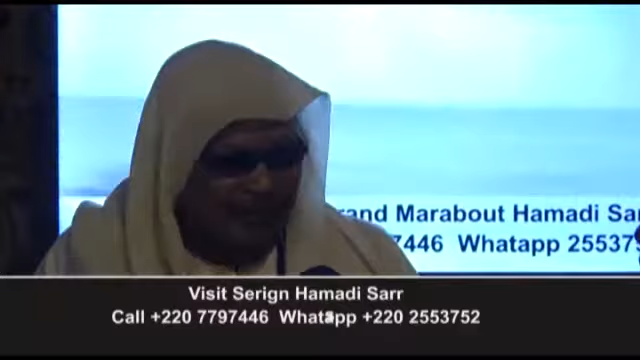 Marabout Hamadi
7446 Whatapp
Visit Serign Hamadi Sarr
Call +220 7797446 Whatapp +220 2553752